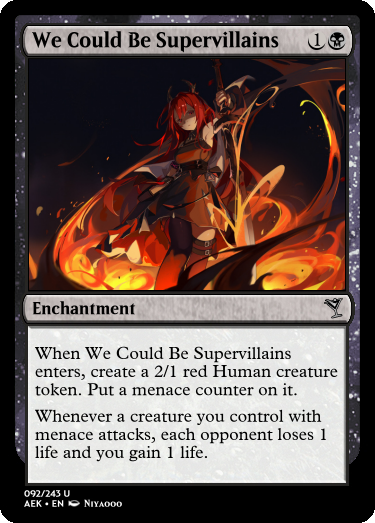 We Could Be Supervillains 1
Enchantment
When We Could Be Supervillains
enters, create a 2/1 red Human creature
token. Put a menace counter on it.
Whenever a creature you control with
menace attacks, each opponent loses 1
life and you gain 1 life.
092/243 U
AEK • EN Niyaooo